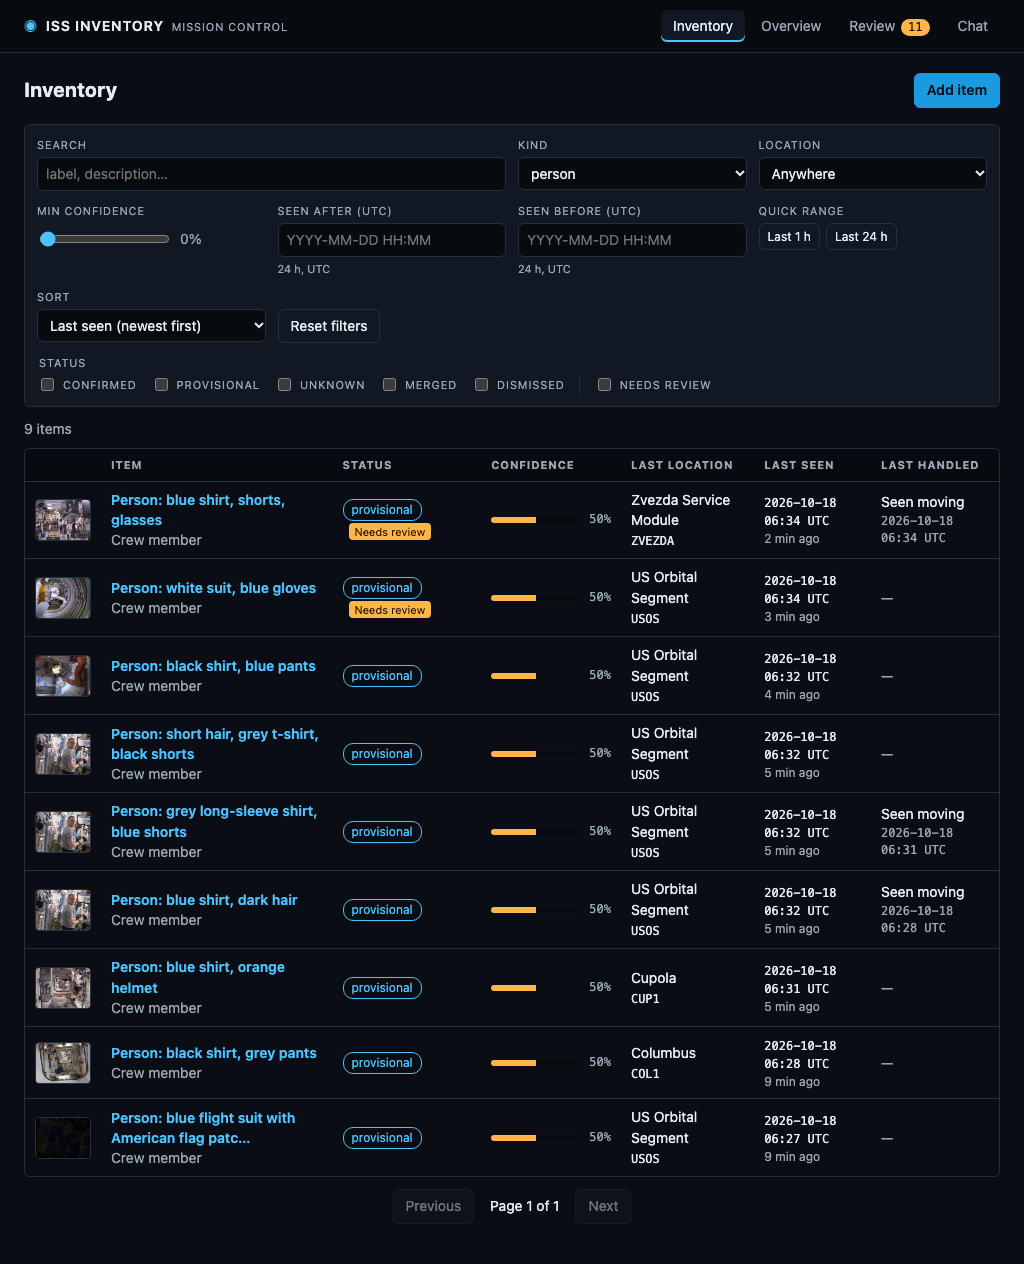 ISS INVENTORY MISSION CONTROL
Inventory
Overview
Review 11
Chat
Inventory
Add item
SEARCH
label, description...
KIND
person
LOCATION
Anywhere
MIN CONFIDENCE
0%
SEEN AFTER (UTC)
YYYY-MM-DD HH:MM
24 h, UTC
SEEN BEFORE (UTC)
YYYY-MM-DD HH:MM
24 h, UTC
QUICK RANGE
Last 1 h
Last 24 h
SORT
Last seen (newest first)
Reset filters
STATUS
CONFIRMED
PROVISIONAL
UNKNOWN
MERGED
DISMISSED
NEEDS REVIEW
9 items
ITEM
STATUS
CONFIDENCE
LAST LOCATION
LAST SEEN
LAST HANDLED
Person: blue shirt, shorts,
glasses
Crew member
provisional
Needs review
50%
Zvezda Service
Module
ZVEZDA
2026-10-18
06:34 UTC
2 min ago
Seen moving
2026-10-18
06:34 UTC
Person: white suit, blue gloves
Crew member
provisional
Needs review
50%
US Orbital
Segment
USOS
2026-10-18
06:34 UTC
3 min ago
—
Person: black shirt, blue pants
Crew member
provisional
50%
US Orbital
Segment
USOS
2026-10-18
06:32 UTC
4 min ago
—
Person: short hair, grey t-shirt,
black shorts
Crew member
provisional
50%
US Orbital
Segment
USOS
2026-10-18
06:32 UTC
5 min ago
—
Person: grey long-sleeve shirt,
blue shorts
Crew member
provisional
50%
US Orbital
Segment
USOS
2026-10-18
06:32 UTC
5 min ago
Seen moving
2026-10-18
06:31 UTC
Person: blue shirt, dark hair
Crew member
provisional
50%
US Orbital
Segment
USOS
2026-10-18
06:32 UTC
5 min ago
Seen moving
2026-10-18
06:28 UTC
Person: blue shirt, orange
helmet
Crew member
provisional
50%
Cupola
CUP1
2026-10-18
06:31 UTC
5 min ago
—
Person: black shirt, grey pants
Crew member
provisional
50%
Columbus
COL1
2026-10-18
06:28 UTC
9 min ago
—
Person: blue flight suit with
American flag patc...
Crew member
provisional
50%
US Orbital
Segment
USOS
2026-10-18
06:27 UTC
9 min ago
—
Previous
Page 1 of 1
Next